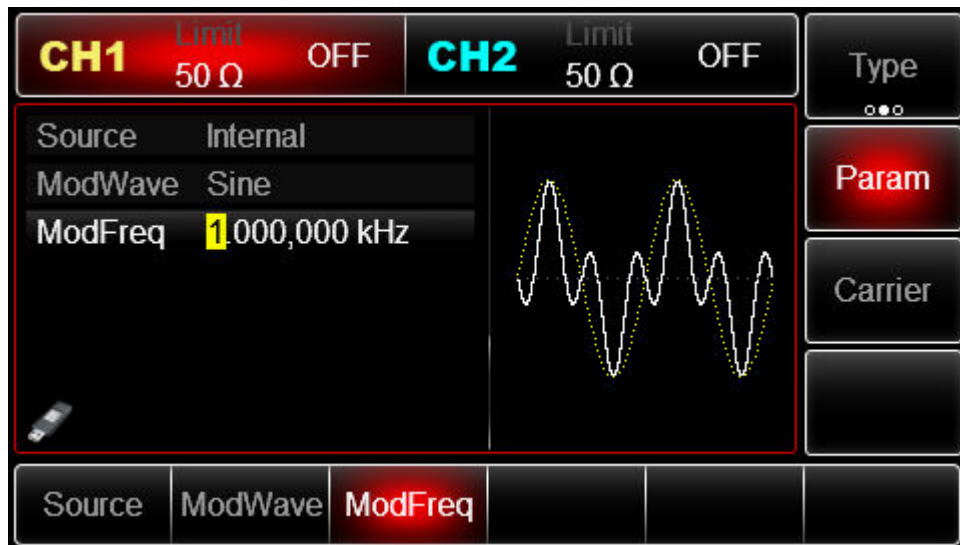 CH1 Limit 50 Ω OFF
CH2 Limit 50 Ω OFF
Type
Source Internal
ModWave Sine
ModFreq 1.000,000 kHz
Param
Carrier
Source ModWave ModFreq